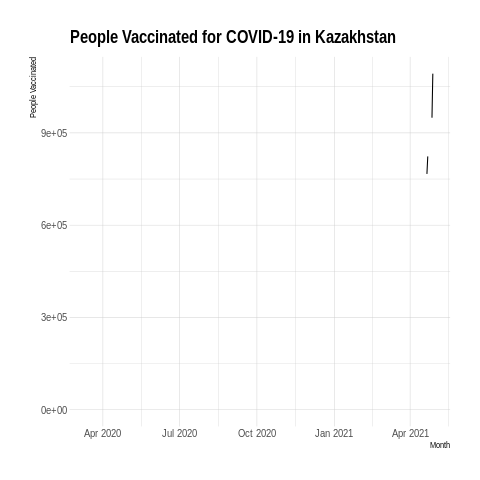 People Vaccinated for COVID-19 in Kazakhstan
People Vaccinated
9e+05
6e+05
3e+05
0e+00
Apr 2020 Jul 2020 Oct 2020 Jan 2021 Apr 2021
Month